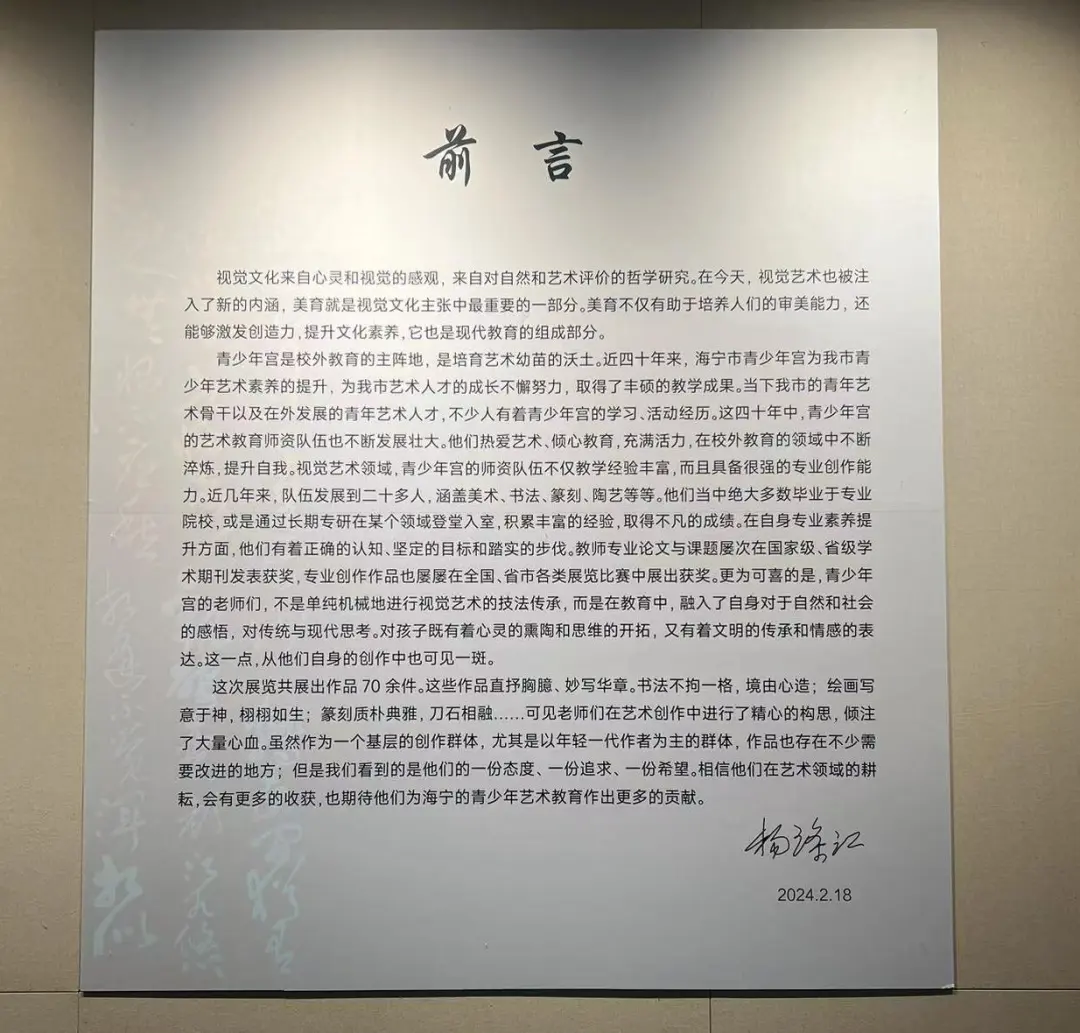 前言
视觉文化来自心灵和视觉的感观，来自对自然和艺术评价的哲学研究。在今天，视觉艺术也被注
入了新的内涵，美育就是视觉文化主张中最重要的一部分。美育不仅有助于培养人们的审美能力，还
能够激发创造力，提升文化素养，它也是现代教育的组成部分。
青少年宫是校外教育的主阵地，是培育艺术幼苗的沃土。近四十年来，海宁市青少年宫为我市青
少年艺术素养的提升，为我市艺术人才的成长不懈努力，取得了丰硕的教学成果。当下我市的青年艺
术骨干以及在外发展的青年艺术人才，不少人有着青少年宫的学习、活动经历。这四十年中，青少年宫
的艺术教育师资队伍也不断发展壮大。他们热爱艺术、倾心教育，充满活力，在校外教育的领域中不断
淬炼，提升自我。视觉艺术领域，青少年宫的师资队伍不仅教学经验丰富，而且具备很强的专业创作能
力。近几年来，队伍发展到二十多人，涵盖美术、书法、篆刻、陶艺等等。他们当中绝大多数毕业于专业
院校，或是通过长期专研在某个领域登堂入室，积累丰富的经验，取得不凡的成绩。在自身专业素养提
升方面，他们有着正确的认知、坚定的目标和踏实的步伐。教师专业论文与课题屡次在国家级、省级学
术期刊发表获奖，专业创作作品也屡屡在全国、省市各类展览比赛中展出获奖。更为可喜的是，青少年
宫的老师们，不是单纯机械地进行视觉艺术的技法传承，而是在教育中，融入了自身对于自然和社会
的感悟，对传统与现代思考。对孩子既有着心灵的熏陶和思维的开拓，又有着文明的传承和情感的表
达。这一点，从他们自身的创作中也可见一斑。
这次展览共展出作品 70 余件。这些作品直抒胸臆、妙写华章。书法不拘一格，境由心造；绘画写
意于神，栩栩如生；篆刻质朴典雅，刀石相融……可见老师们在艺术创作中进行了精心的构思，倾注
了大量心血。虽然作为一个基层的创作群体，尤其是以年轻一代作者为主的群体，作品也存在不少需
要改进的地方；但是我们看到的是他们的一份态度、一份追求、一份希望。相信他们在艺术领域的耕
耘，会有更多的收获，也期待他们为海宁的青少年艺术教育作出更多的贡献。
2024.2.18